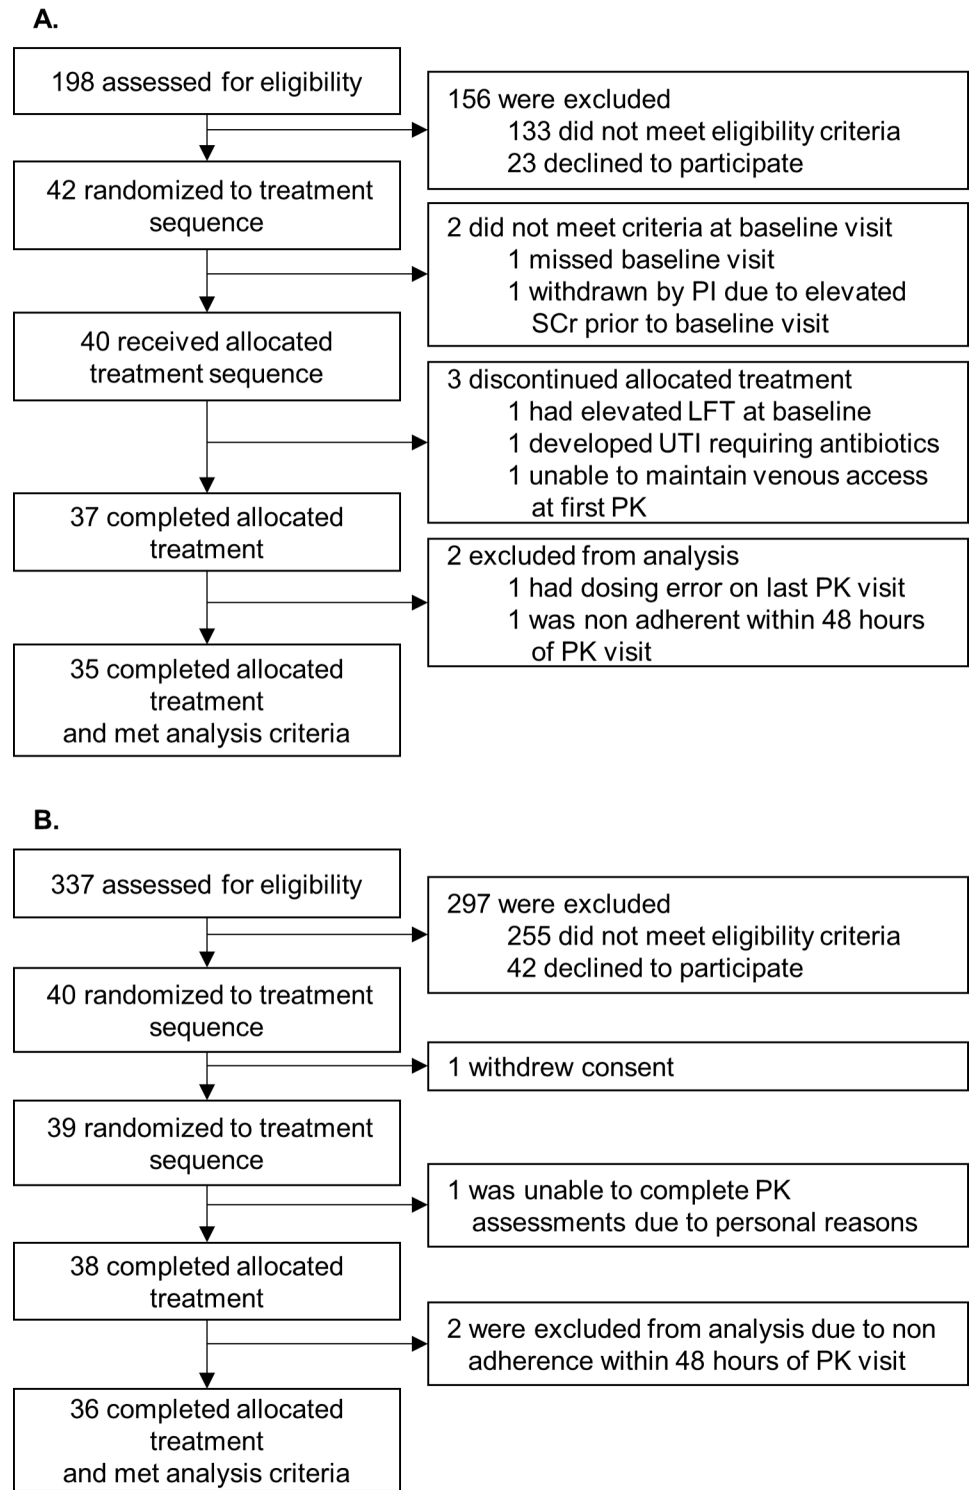 A.
198 assessed for eligibility
156 were excluded
133 did not meet eligibility criteria
23 declined to participate
42 randomized to treatment
sequence
2 did not meet criteria at baseline visit
1 missed baseline visit
1 withdrawn by PI due to elevated
SCr prior to baseline visit
40 received allocated
treatment sequence
3 discontinued allocated treatment
1 had elevated LFT at baseline
1 developed UTI requiring antibiotics
1 unable to maintain venous access
at first PK
37 completed allocated
treatment
2 excluded from analysis
1 had dosing error on last PK visit
1 was non adherent within 48 hours
of PK visit
35 completed allocated
treatment
and met analysis criteria
B.
337 assessed for eligibility
297 were excluded
255 did not meet eligibility criteria
42 declined to participate
40 randomized to treatment
sequence
1 withdrew consent
39 randomized to treatment
sequence
1 was unable to complete PK
assessments due to personal reasons
38 completed allocated
treatment
2 were excluded from analysis due to non
adherence within 48 hours of PK visit
36 completed allocated
treatment
and met analysis criteria